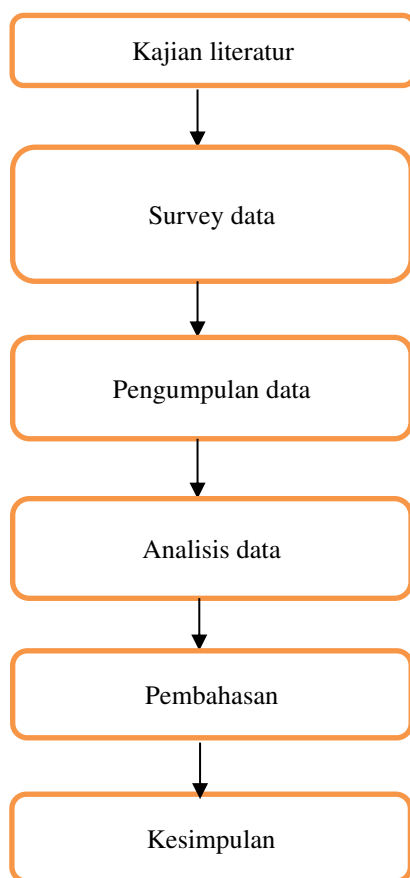 Kajian literatur
Survey data
Pengumpulan data
Analisis data
Pembahasan
Kesimpulan